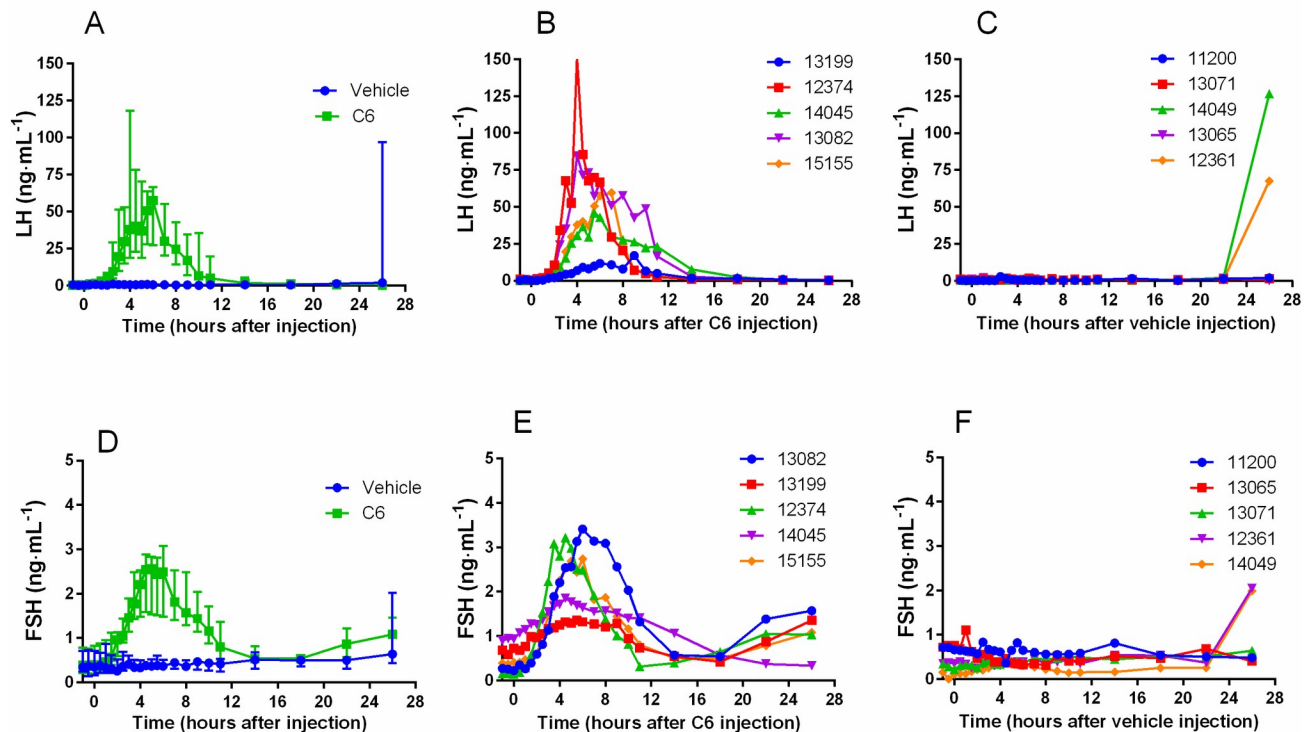 A
B
C
150
125
100
75
50
25
0
LH (ng·mL-1)
Vehicle
C6
0 4 8 12 16 20 24 28
Time (hours after injection)
150
125
100
75
50
25
0
LH (ng·mL-1)
13199
12374
14045
13082
15155
0 4 8 12 16 20 24 28
Time (hours after C6 injection)
150
125
100
75
50
25
0
LH (ng·mL-1)
11200
13071
14049
13065
12361
0 4 8 12 16 20 24 28
Time (hours after vehicle injection)
D
E
F
5
4
3
2
1
0
FSH (ng·mL-1)
Vehicle
C6
0 4 8 12 16 20 24 28
Time (hours after injection)
5
4
3
2
1
0
FSH (ng·mL-1)
13082
13199
12374
14045
15155
0 4 8 12 16 20 24 28
Time (hours after C6 injection)
5
4
3
2
1
0
FSH (ng·mL-1)
11200
13065
13071
12361
14049
0 4 8 12 16 20 24 28
Time (hours after vehicle injection)